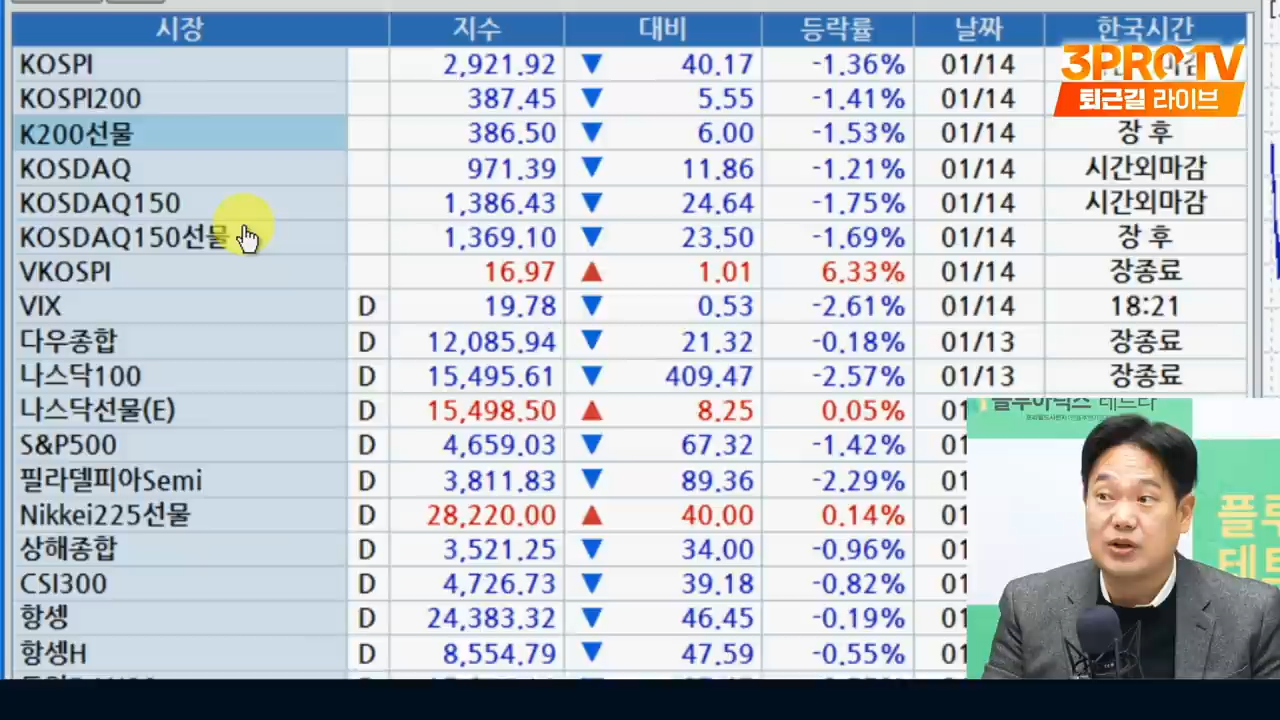 시장 지수 대비 등락률 날짜 한국시간
KOSPI 2,921.92 ▼ 40.17 -1.36% 01/14
KOSPI200 387.45 ▼ 5.55 -1.41% 01/14
K200선물 386.50 ▼ 6.00 -1.53% 01/14 장 후
KOSDAQ 971.39 ▼ 11.86 -1.21% 01/14 시간외마감
KOSDAQ150 1,386.43 ▼ 24.64 -1.75% 01/14 시간외마감
KOSDAQ150선물 1,369.10 ▼ 23.50 -1.69% 01/14 장 후
VKOSPI 16.97 ▲ 1.01 6.33% 01/14 장종료
VIX D 19.78 ▼ 0.53 -2.61% 01/14 18:21
다우종합 D 12,085.94 ▼ 21.32 -0.18% 01/13 장종료
나스닥100 D 15,495.61 ▼ 409.47 -2.57% 01/13 장종료
나스닥선물(E) D 15,498.50 ▲ 8.25 0.05% 01
S&P500 D 4,659.03 ▼ 67.32 -1.42% 01
필라델피아Semi D 3,811.83 ▼ 89.36 -2.29% 01
Nikkei225선물 D 28,220.00 ▲ 40.00 0.14% 01
상해종합 D 3,521.25 ▼ 34.00 -0.96% 01
CSI300 D 4,726.73 ▼ 39.18 -0.82% 01
항셍 D 24,383.32 ▼ 46.45 -0.19% 01
항셍H D 8,554.79 ▼ 47.59 -0.55% 01
3PROTV
퇴근길 라이브
플루
테트